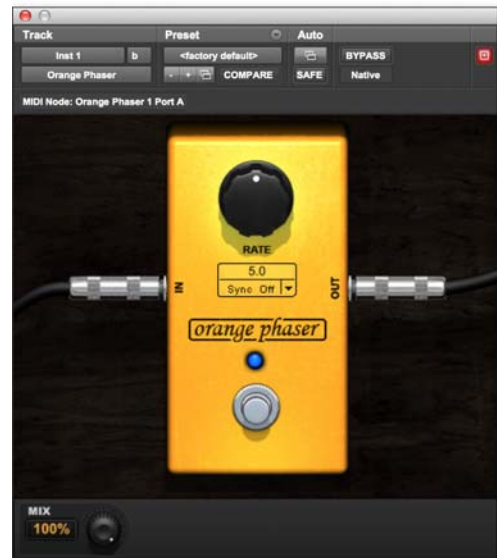 Track Preset Auto
Inst 1 b <factory default> BYPASS
Orange Phaser - + COMPARE SAFE Native
MIDI Node: Orange Phaser 1 Port A
RATE
5.0
Sync Off
IN
OUT
orange phaser
MIX
100%